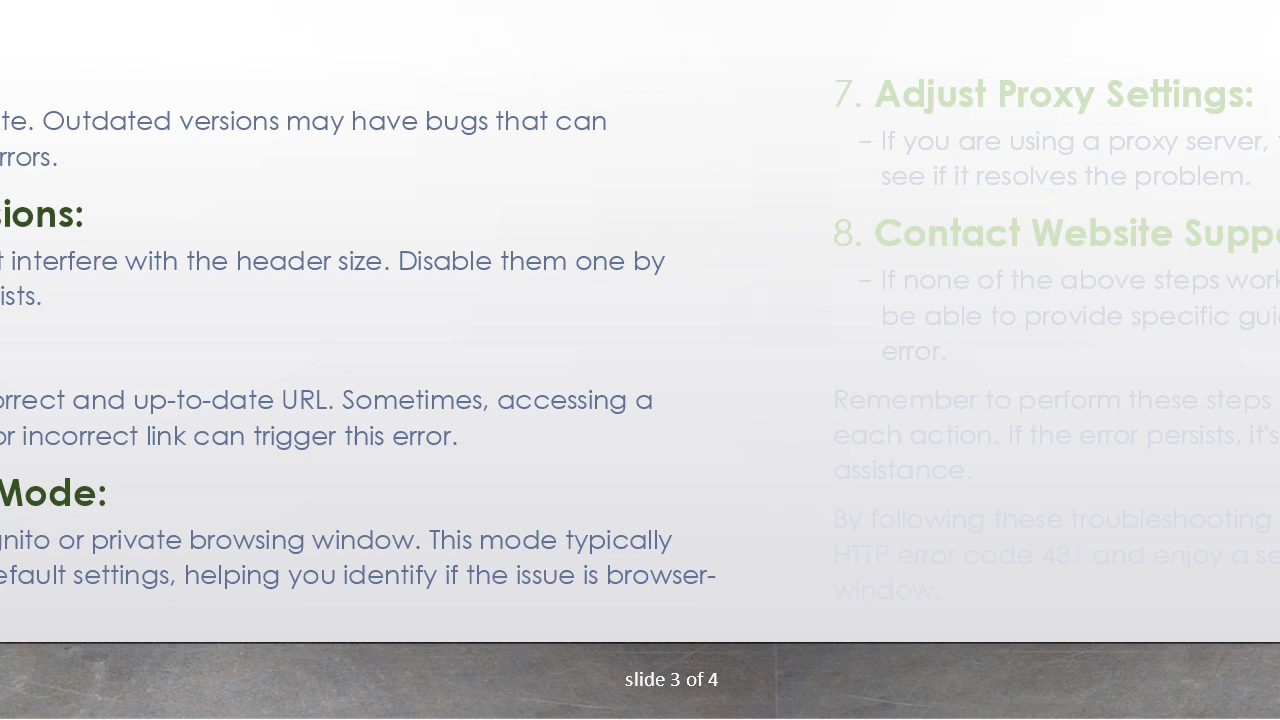 te. Outdated versions may have bugs that can
rrors.
sions:
t interfere with the header size. Disable them one by
ists.
orrect and up-to-date URL. Sometimes, accessing a
or incorrect link can trigger this error.
Mode:
gnito or private browsing window. This mode typically
efault settings, helping you identify if the issue is browser-
7. Adjust Proxy Settings:
– If you are using a proxy server,
see if it resolves the problem.
8. Contact Website Suppo
– If none of the above steps work
be able to provide specific gui
error.
Remember to perform these steps
each action. If the error persists, it's
assistance.
By following these troubleshooting
HTTP error code 431 and enjoy a se
window.
slide 3 of 4